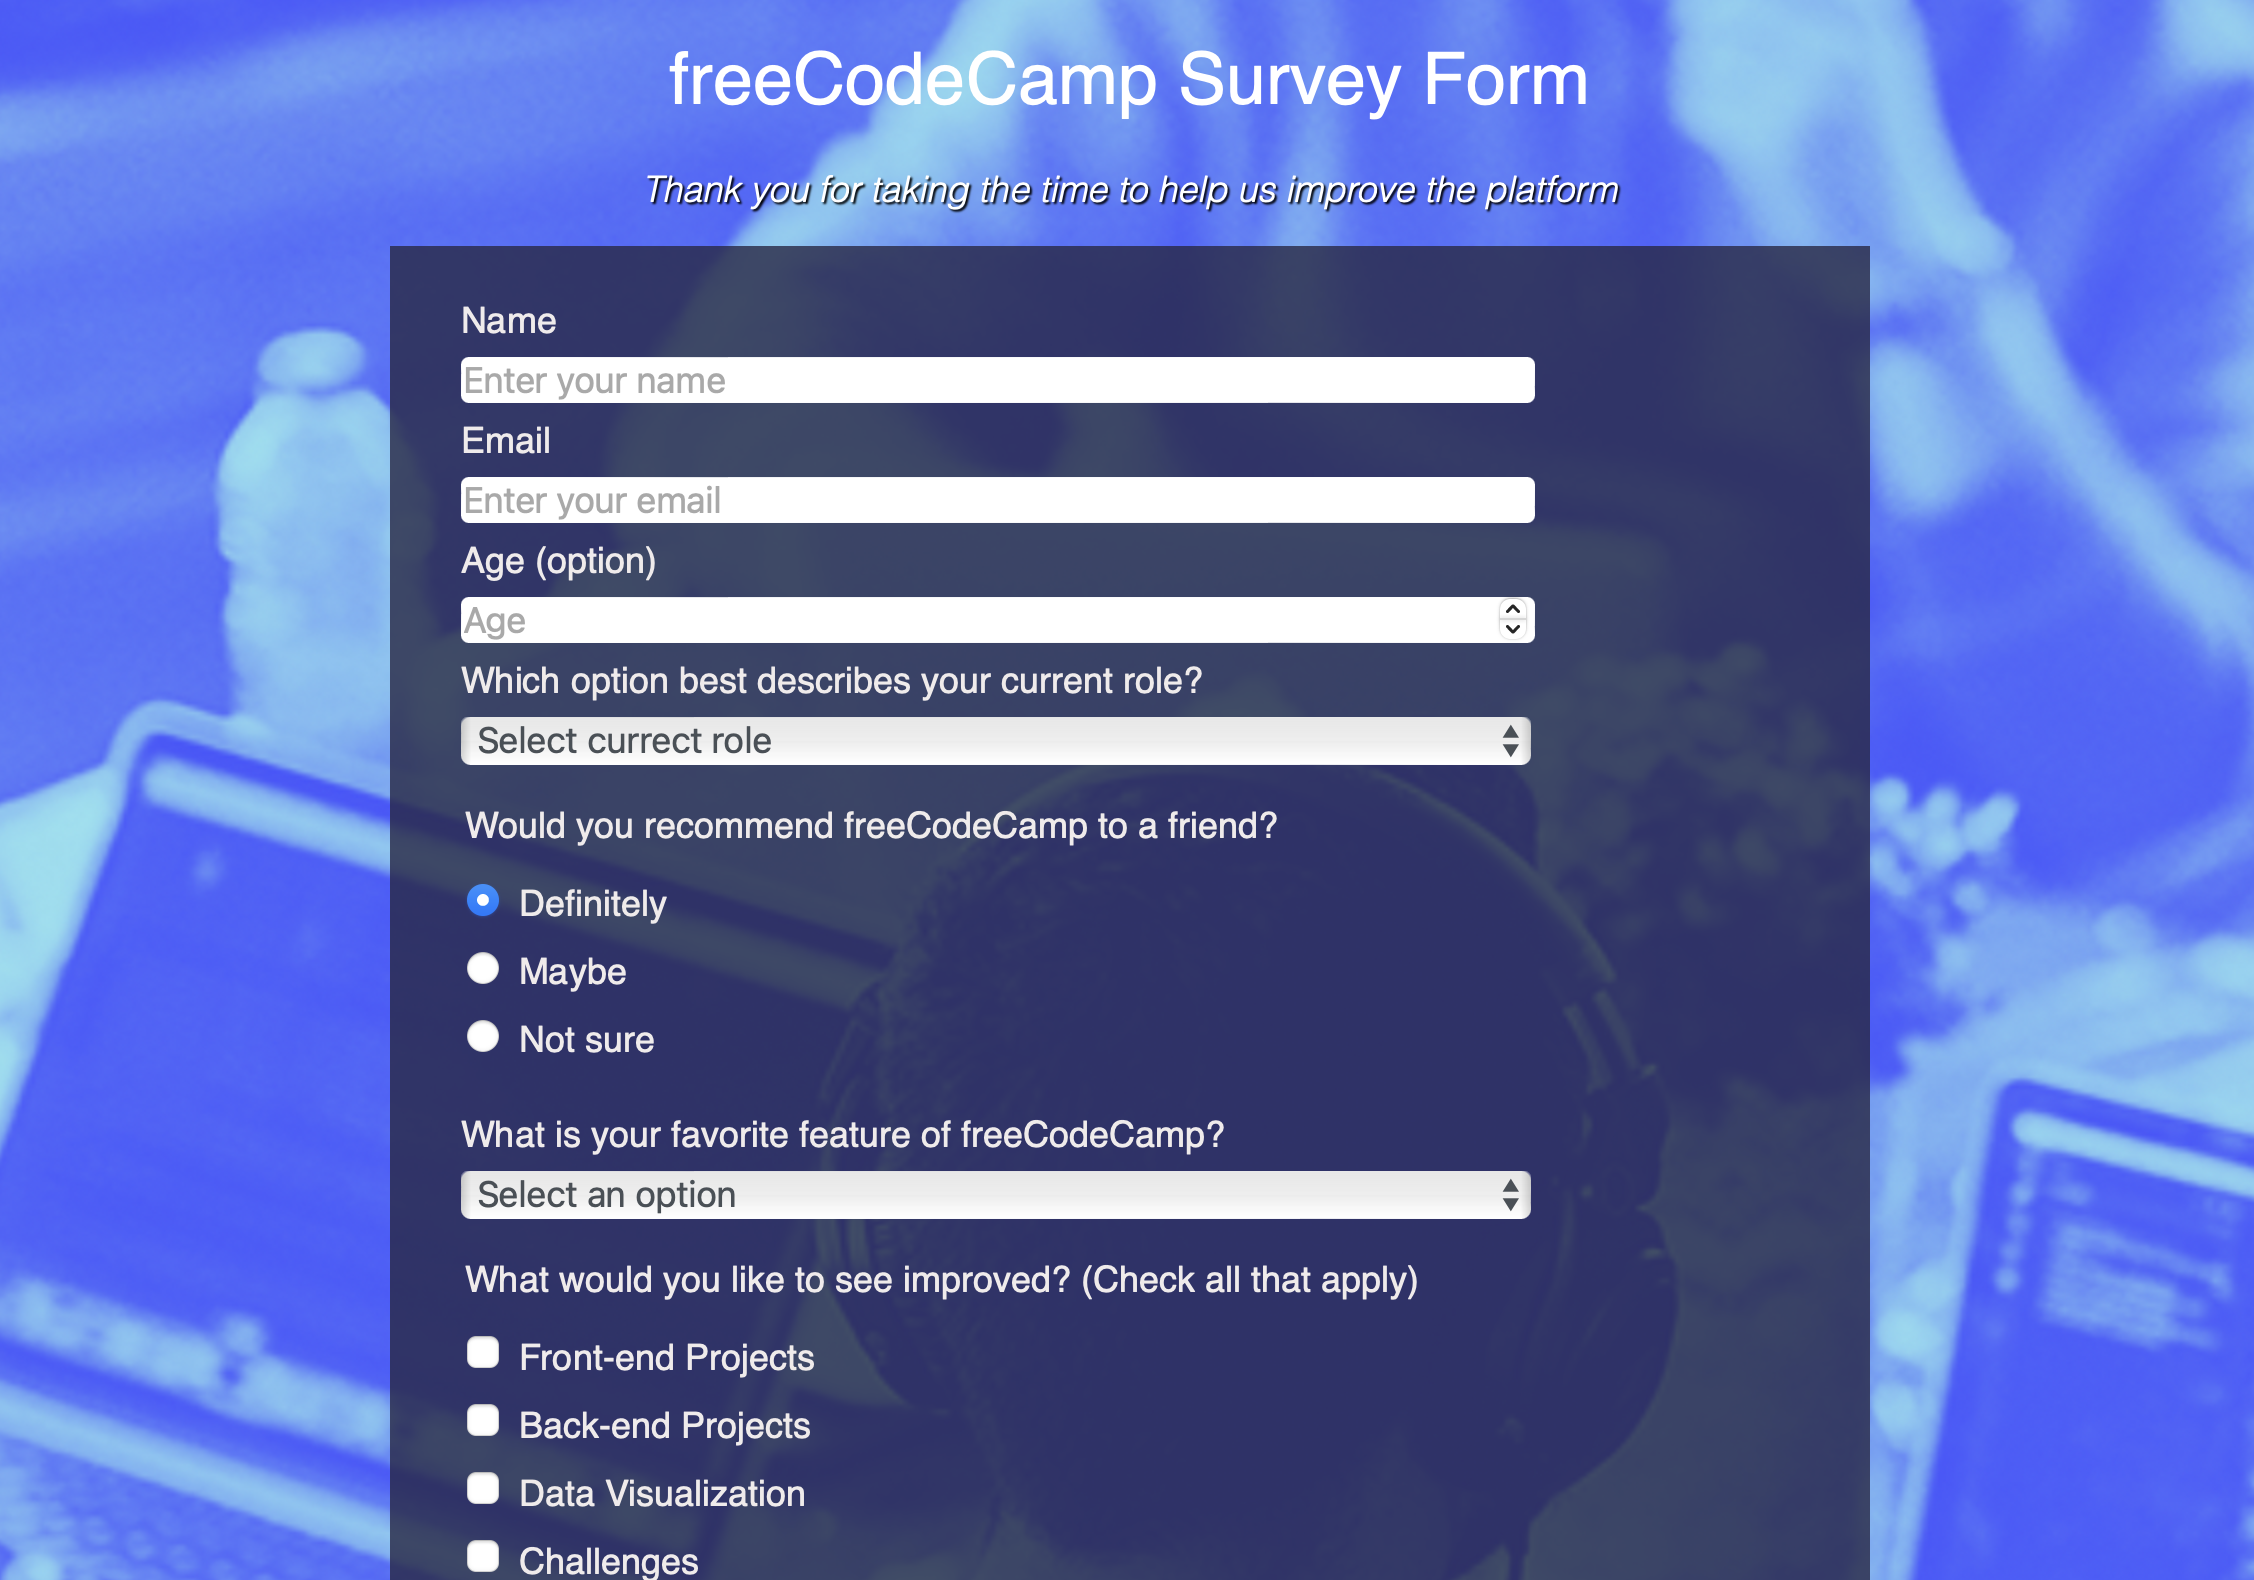 freeCodeCamp Survey Form
Thank you for taking the time to help us improve the platform
Name
Enter your name
Email
Enter your email
Age (option)
Age
Which option best describes your current role?
Select currect role
Would you recommend freeCodeCamp to a friend?
Definitely
Maybe
Not sure
What is your favorite feature of freeCodeCamp?
Select an option
What would you like to see improved? (Check all that apply)
Front-end Projects
Back-end Projects
Data Visualization
Challenges